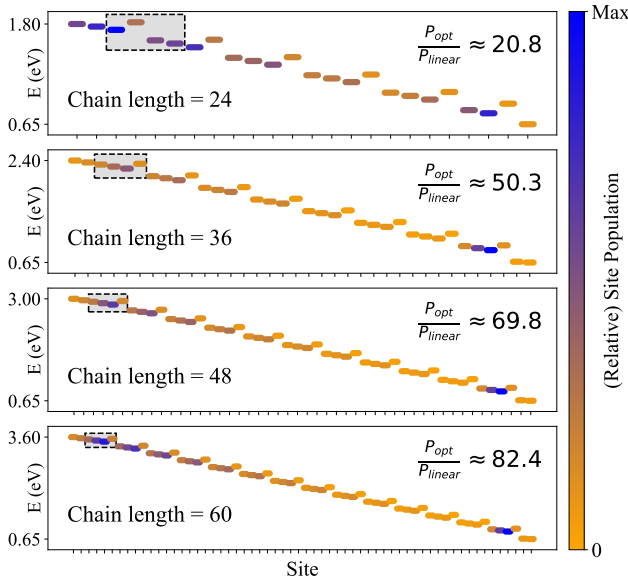 E (eV)
1.80
0.65
Chain length = 24
P_opt
P_linear
≈ 20.8
E (eV)
2.40
0.65
Chain length = 36
P_opt
P_linear
≈ 50.3
E (eV)
3.00
0.65
Chain length = 48
P_opt
P_linear
≈ 69.8
E (eV)
3.60
0.65
Chain length = 60
P_opt
P_linear
≈ 82.4
Site
Max
0
(Relative) Site Population